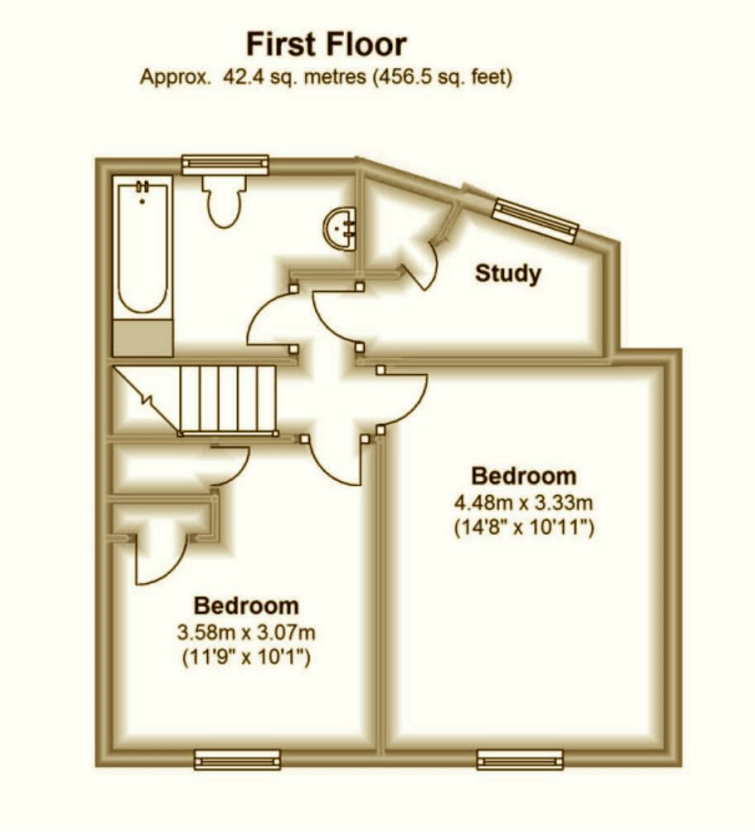 First Floor
Approx. 42.4 sq. metres (456.5 sq. feet)
Study
Bedroom
4.48m x 3.33m
(14'8" x 10'11")
Bedroom
3.58m x 3.07m
(11'9" x 10'1")